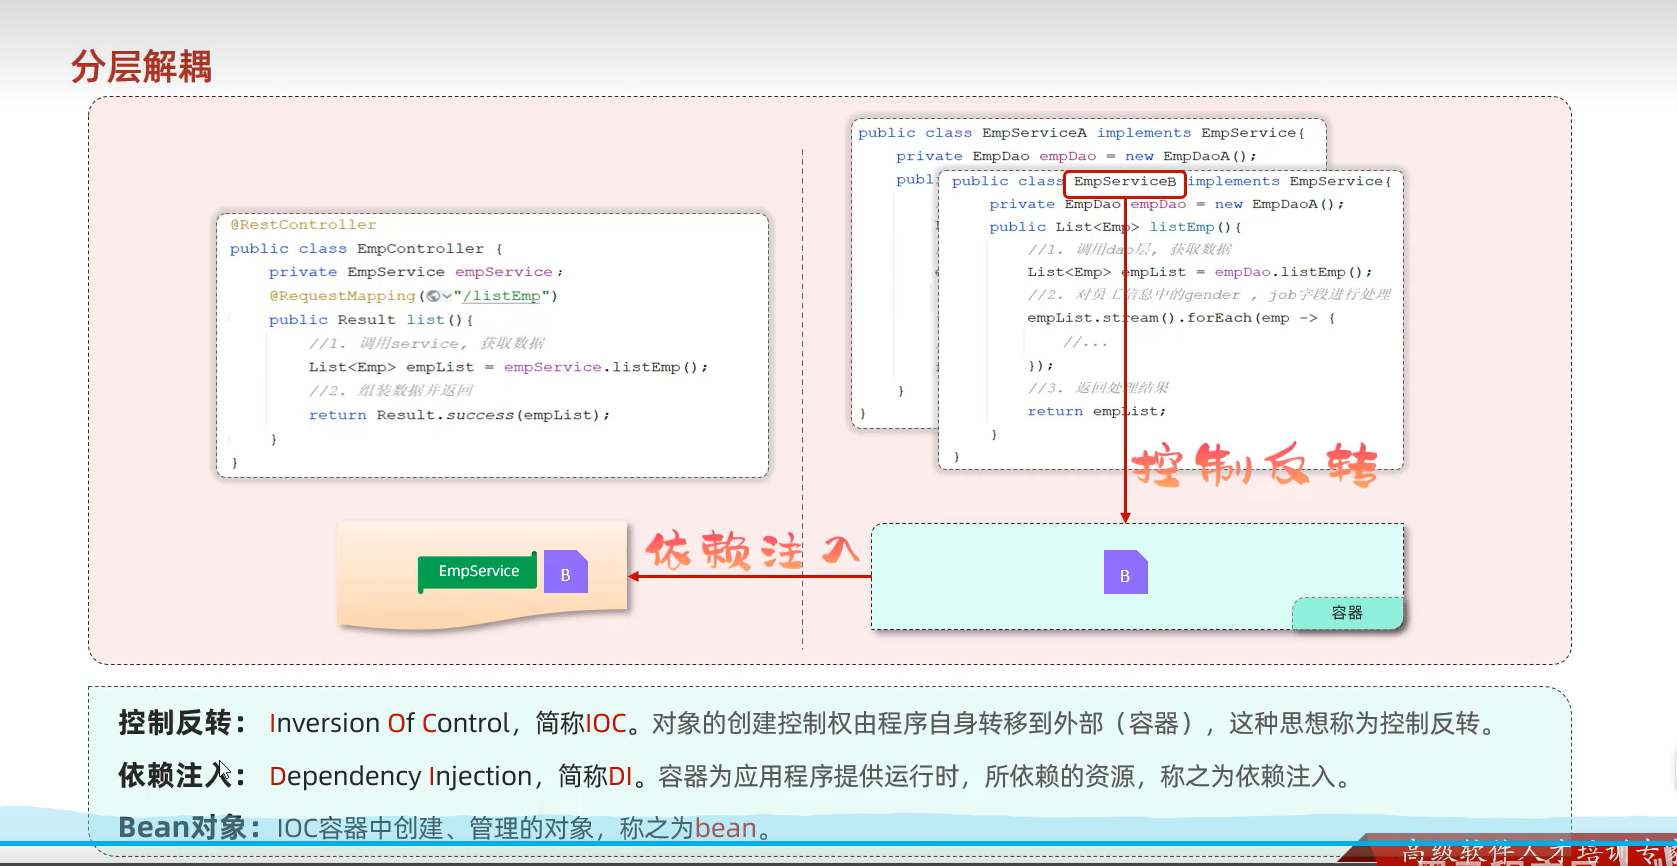 分层解耦
@RestController
public class EmpController {
private EmpService empService;
@RequestMapping("/listEmp")
public Result list(){
//1. 调用service, 获取数据
List<Emp> empList = empService.listEmp();
//2. 组装数据并返回
return Result.success(empList);
}
}
public class EmpServiceA implements EmpService{
private EmpDao empDao = new EmpDaoA();
publ
}
}
public class EmpServiceB implements EmpService{
private EmpDao empDao = new EmpDaoA();
public List<Emp> listEmp(){
//1. 调用dao层, 获取数据
List<Emp> empList = empDao.listEmp();
//2. 对员工信息中的gender , job字段进行处理
empList.stream().forEach(emp -> {
//...
});
//3. 返回处理结果
return empList;
}
}
控制反转
依赖注入
EmpService
B
B
容器
控制反转： Inversion Of Control，简称IOC。对象的创建控制权由程序自身转移到外部（容器），这种思想称为控制反转。
依赖注入： Dependency Injection，简称DI。容器为应用程序提供运行时，所依赖的资源，称之为依赖注入。
Bean对象：IOC容器中创建、管理的对象，称之为bean。
高级软件人才培训专家